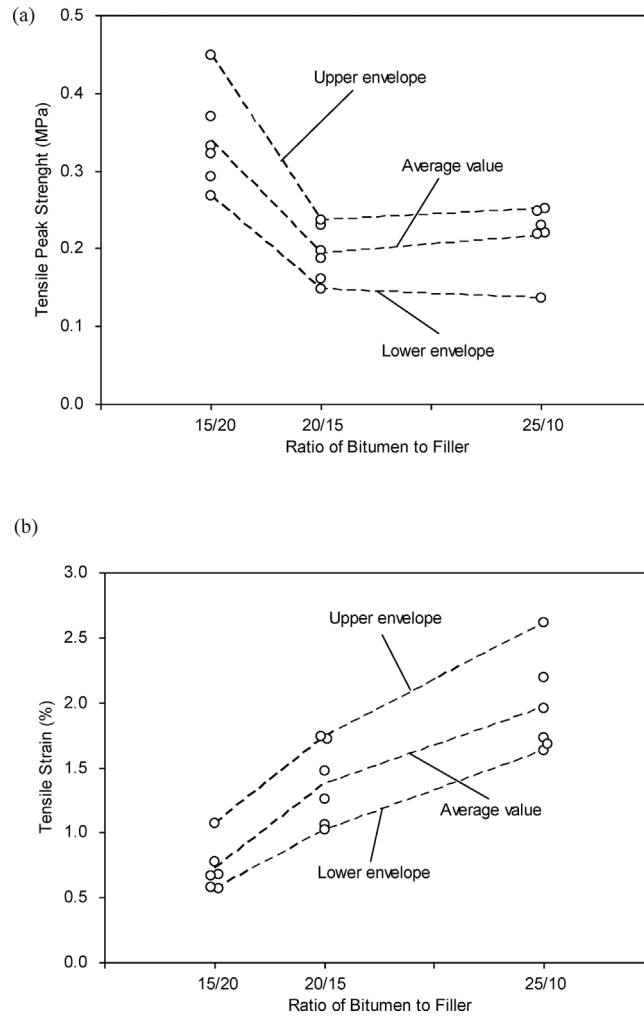 (a)
0.5
0.4
0.3
0.2
0.1
0.0
Tensile Peak Strenght (MPa)
Upper envelope
Average value
Lower envelope
15/20
20/15
25/10
Ratio of Bitumen to Filler
(b)
3.0
2.5
2.0
1.5
1.0
0.5
0.0
Tensile Strain (%)
Upper envelope
Average value
Lower envelope
15/20
20/15
25/10
Ratio of Bitumen to Filler